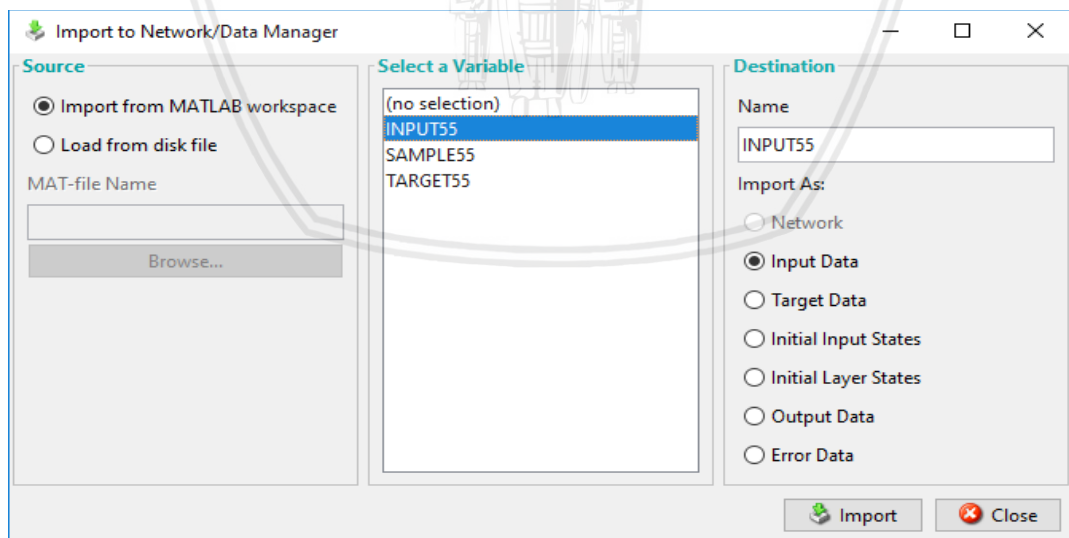 Import to Network/Data Manager
Source
Import from MATLAB workspace
Load from disk file
MAT-file Name
Browse...
Select a Variable
(no selection)
INPUT55
SAMPLE55
TARGET55
Destination
Name
INPUT55
Import As:
Network
Input Data
Target Data
Initial Input States
Initial Layer States
Output Data
Error Data
Import
Close